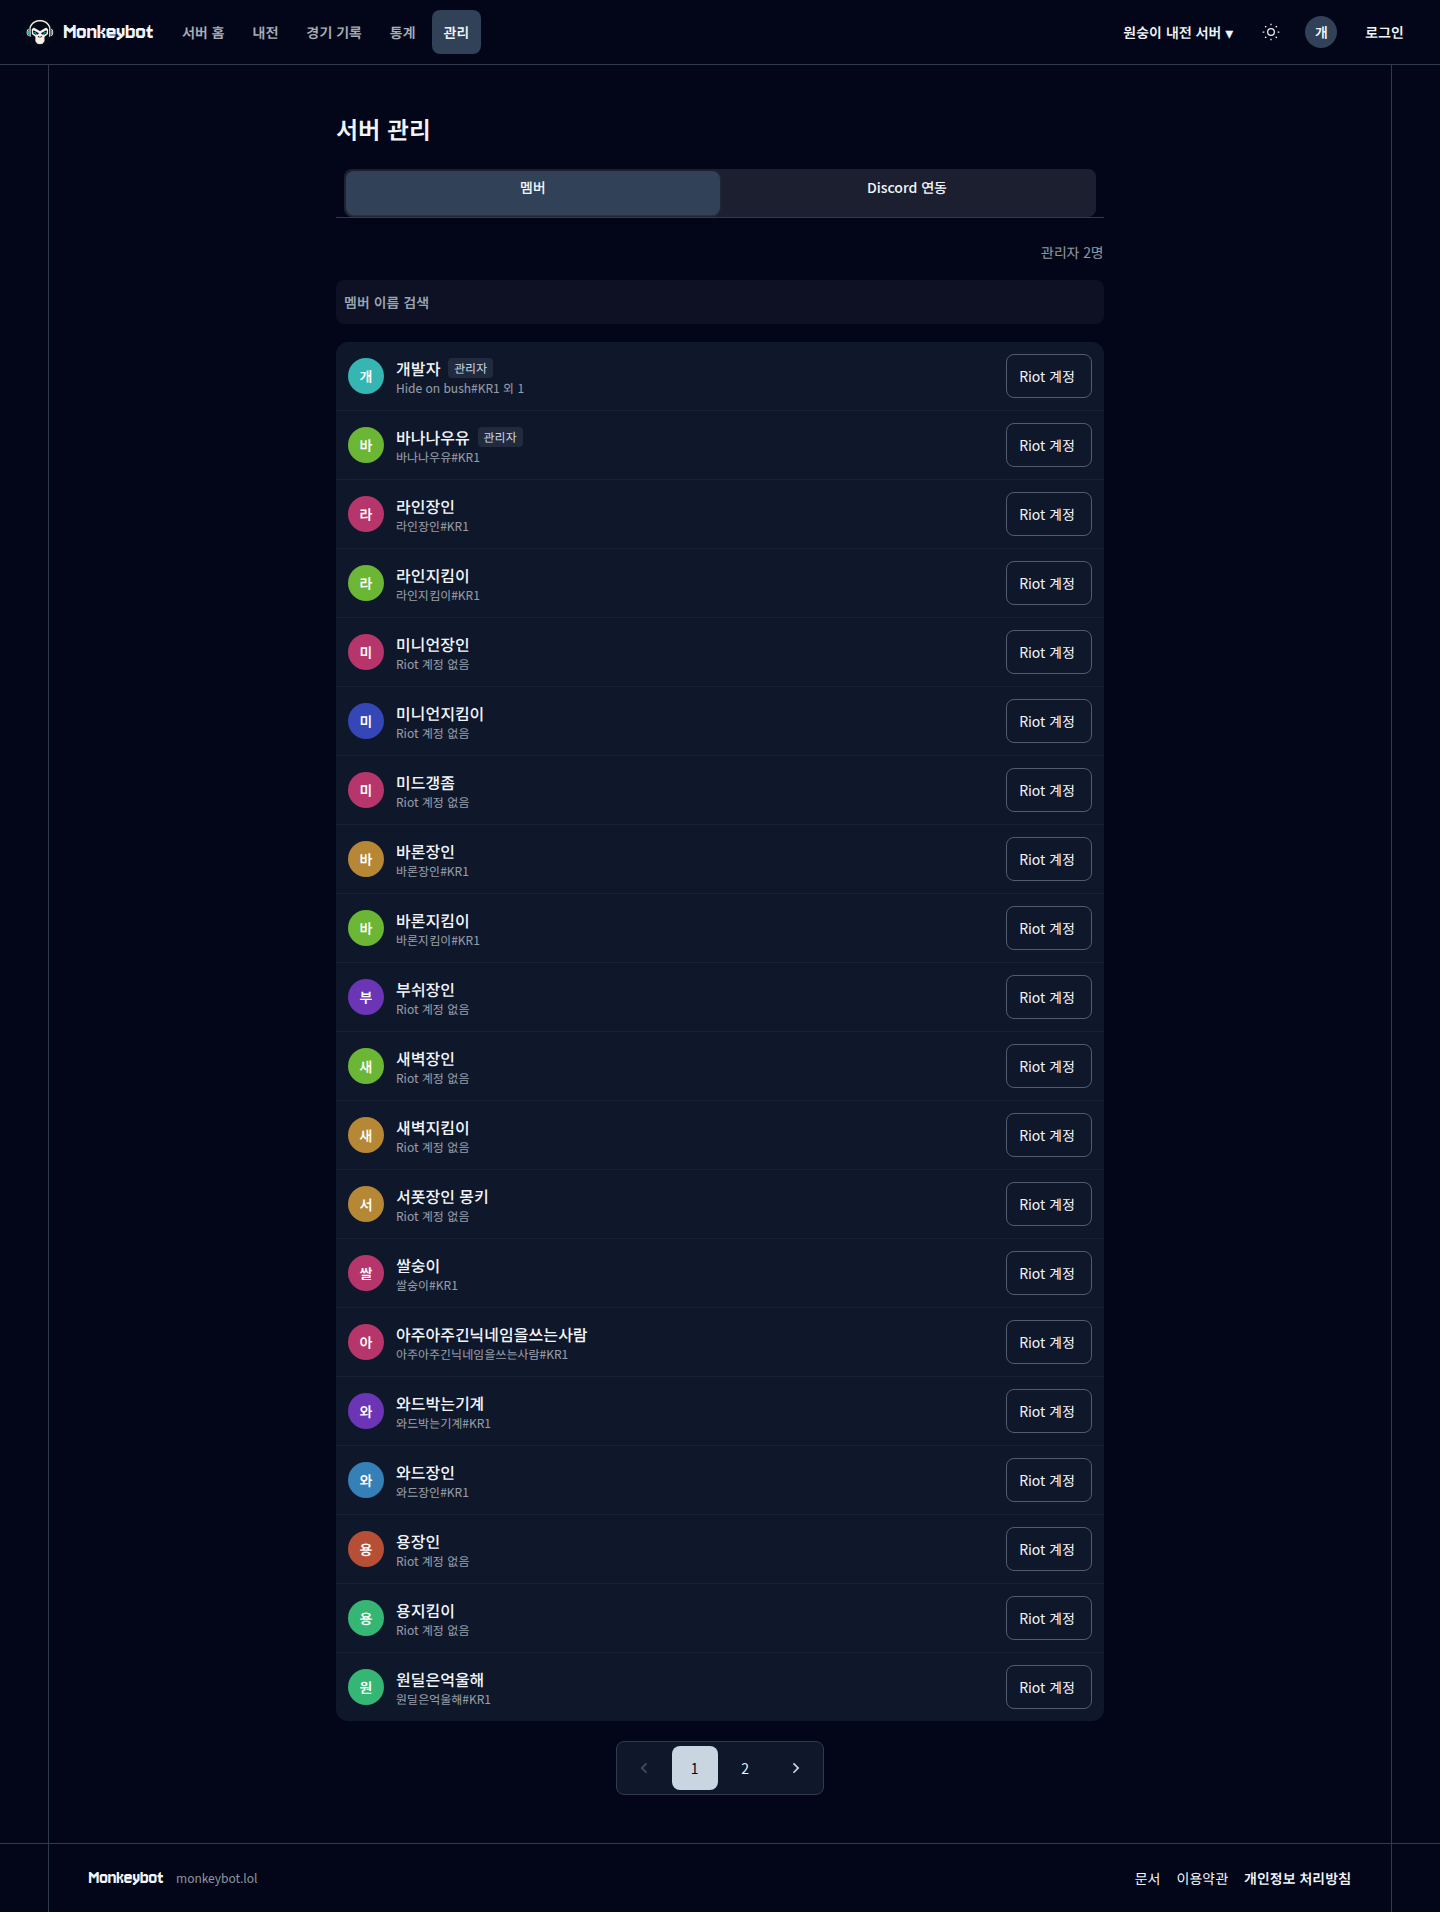 Monkeybot 서버 홈 내전 경기 기록 통계 관리 원숭이 내전 서버 ▾ 개 로그인
서버 관리
멤버 Discord 연동
관리자 2명
멤버 이름 검색
개 개발자 관리자 Riot 계정
Hide on bush#KR1 외 1
바 바나나우유 관리자 Riot 계정
바나나우유#KR1
라 라인장인 Riot 계정
라인장인#KR1
라 라인지킴이 Riot 계정
라인지킴이#KR1
미 미니언장인 Riot 계정
Riot 계정 없음
미 미니언지킴이 Riot 계정
Riot 계정 없음
미 미드갱좀 Riot 계정
Riot 계정 없음
바 바론장인 Riot 계정
바론장인#KR1
바 바론지킴이 Riot 계정
바론지킴이#KR1
부 부쉬장인 Riot 계정
Riot 계정 없음
새 새벽장인 Riot 계정
Riot 계정 없음
새 새벽지킴이 Riot 계정
Riot 계정 없음
서 서폿장인 몽키 Riot 계정
Riot 계정 없음
쌀 쌀숭이 Riot 계정
쌀숭이#KR1
아 아주아주긴닉네임을쓰는사람 Riot 계정
아주아주긴닉네임을쓰는사람#KR1
와 와드박는기계 Riot 계정
와드박는기계#KR1
와 와드장인 Riot 계정
와드장인#KR1
용 용장인 Riot 계정
Riot 계정 없음
용 용지킴이 Riot 계정
Riot 계정 없음
원 원딜은억울해 Riot 계정
원딜은억울해#KR1
1 2
Monkeybot monkeybot.lol 문서 이용약관 개인정보 처리방침